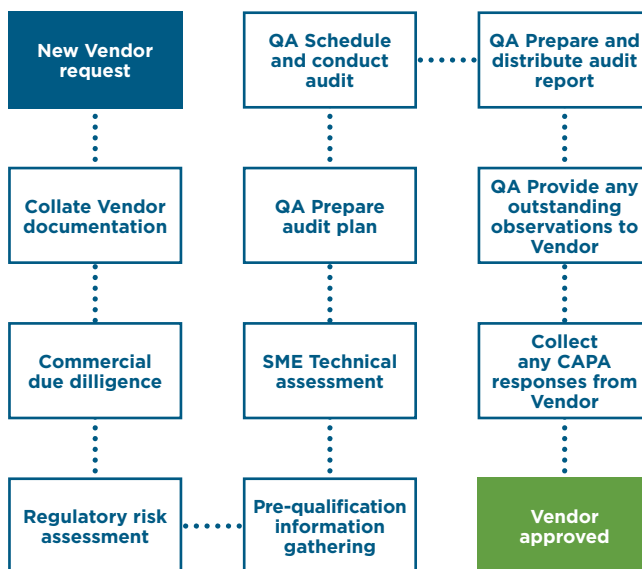 New Vendor
request
Collate Vendor
documentation
Commercial
due dilligence
Regulatory risk
assessment
Pre-qualification
information
gathering
SME Technical
assessment
QA Prepare
audit plan
QA Schedule
and conduct
audit
QA Prepare and
distribute audit
report
QA Provide any
outstanding
observations to
Vendor
Collect
any CAPA
responses from
Vendor
Vendor
approved